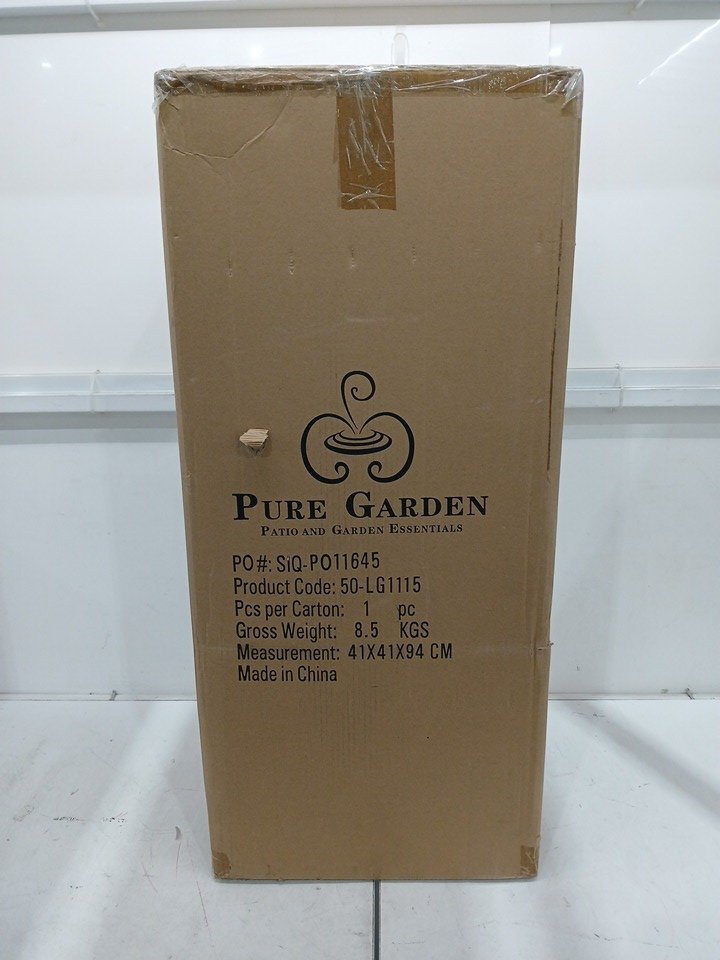 PURE GARDEN
PATIO AND GARDEN ESSENTIALS
PO#: SiQ-PO11645
Product Code: 50-LG1115
Pcs per Carton: 1 pc
Gross Weight: 8.5 KGS
Measurement: 41X41X94 CM
Made in China